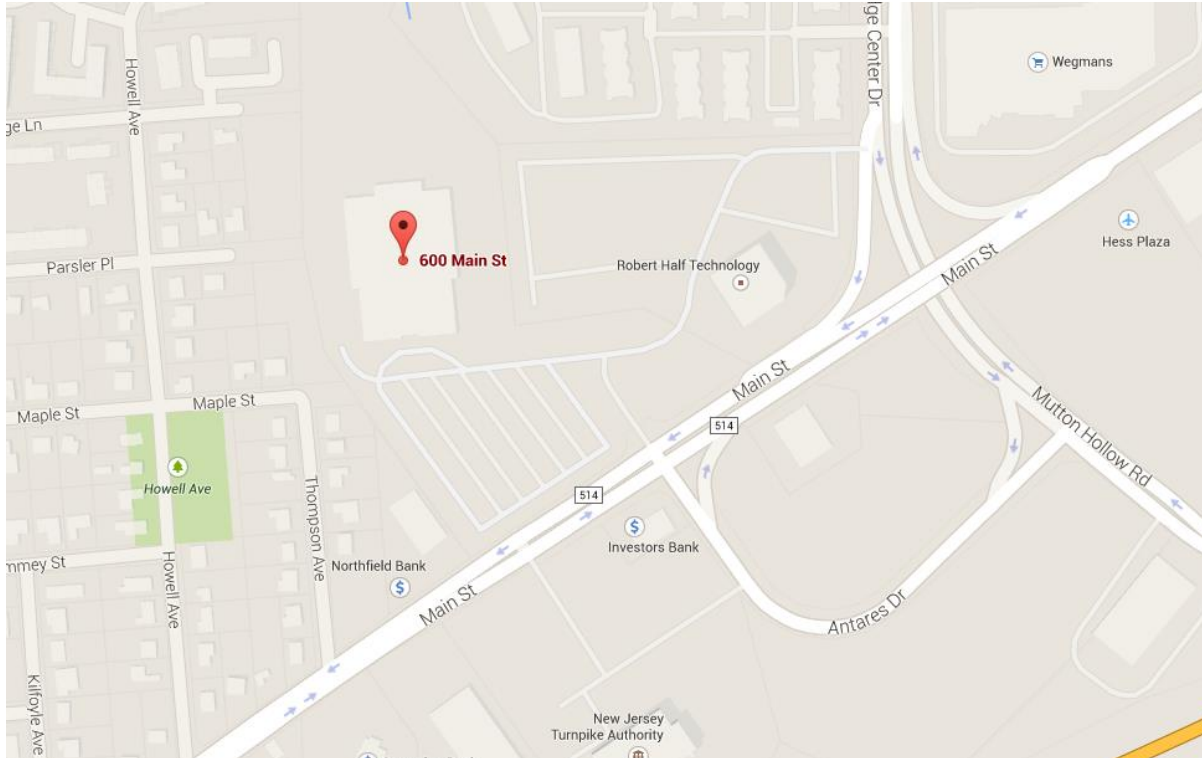 Howell Ave
ge Ln
lge Center Dr
Wegmans
Hess Plaza
Parsler Pl
600 Main St
Robert Half Technology
Main St
Main St
514
Mutton Hollow Rd
Maple St
Maple St
Howell Ave
Thompson Ave
514
Investors Bank
mmey St
Howell Ave
Northfield Bank
Main St
Antares Dr
Kilfoyle Ave
New Jersey
Turnpike Authority